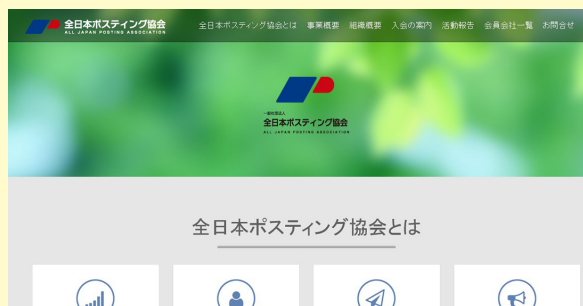 全日本ポスティング協会
ALL JAPAN POSTING ASSOCIATION
全日本ポスティング協会とは 事業概要 組織概要 入会の案内 活動報告 会員会社一覧 お問合せ
一般社団法人
全日本ポスティング協会
ALL JAPAN POSTING ASSOCIATION
全日本ポスティング協会とは